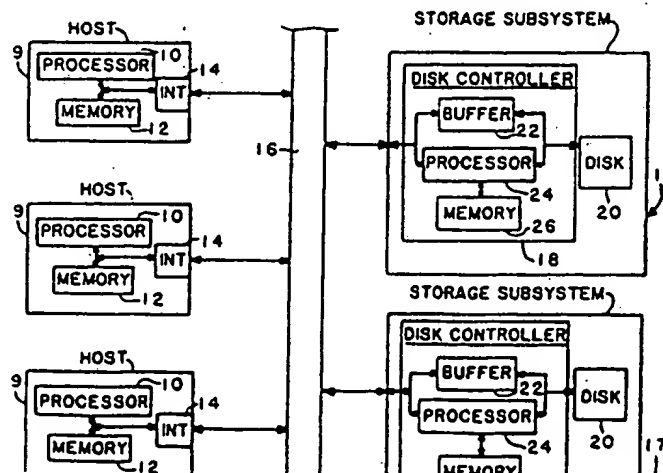 HOST
9
10
14
PROCESSOR
INT
MEMORY
12
HOST
9
10
14
PROCESSOR
INT
MEMORY
12
HOST
9
10
14
PROCESSOR
INT
MEMORY
12
16
STORAGE SUBSYSTEM
DISK CONTROLLER
BUFFER
22
PROCESSOR
24
MEMORY
26
18
DISK
20
1
STORAGE SUBSYSTEM
DISK CONTROLLER
BUFFER
22
PROCESSOR
24
MEMORY
DISK
20
17